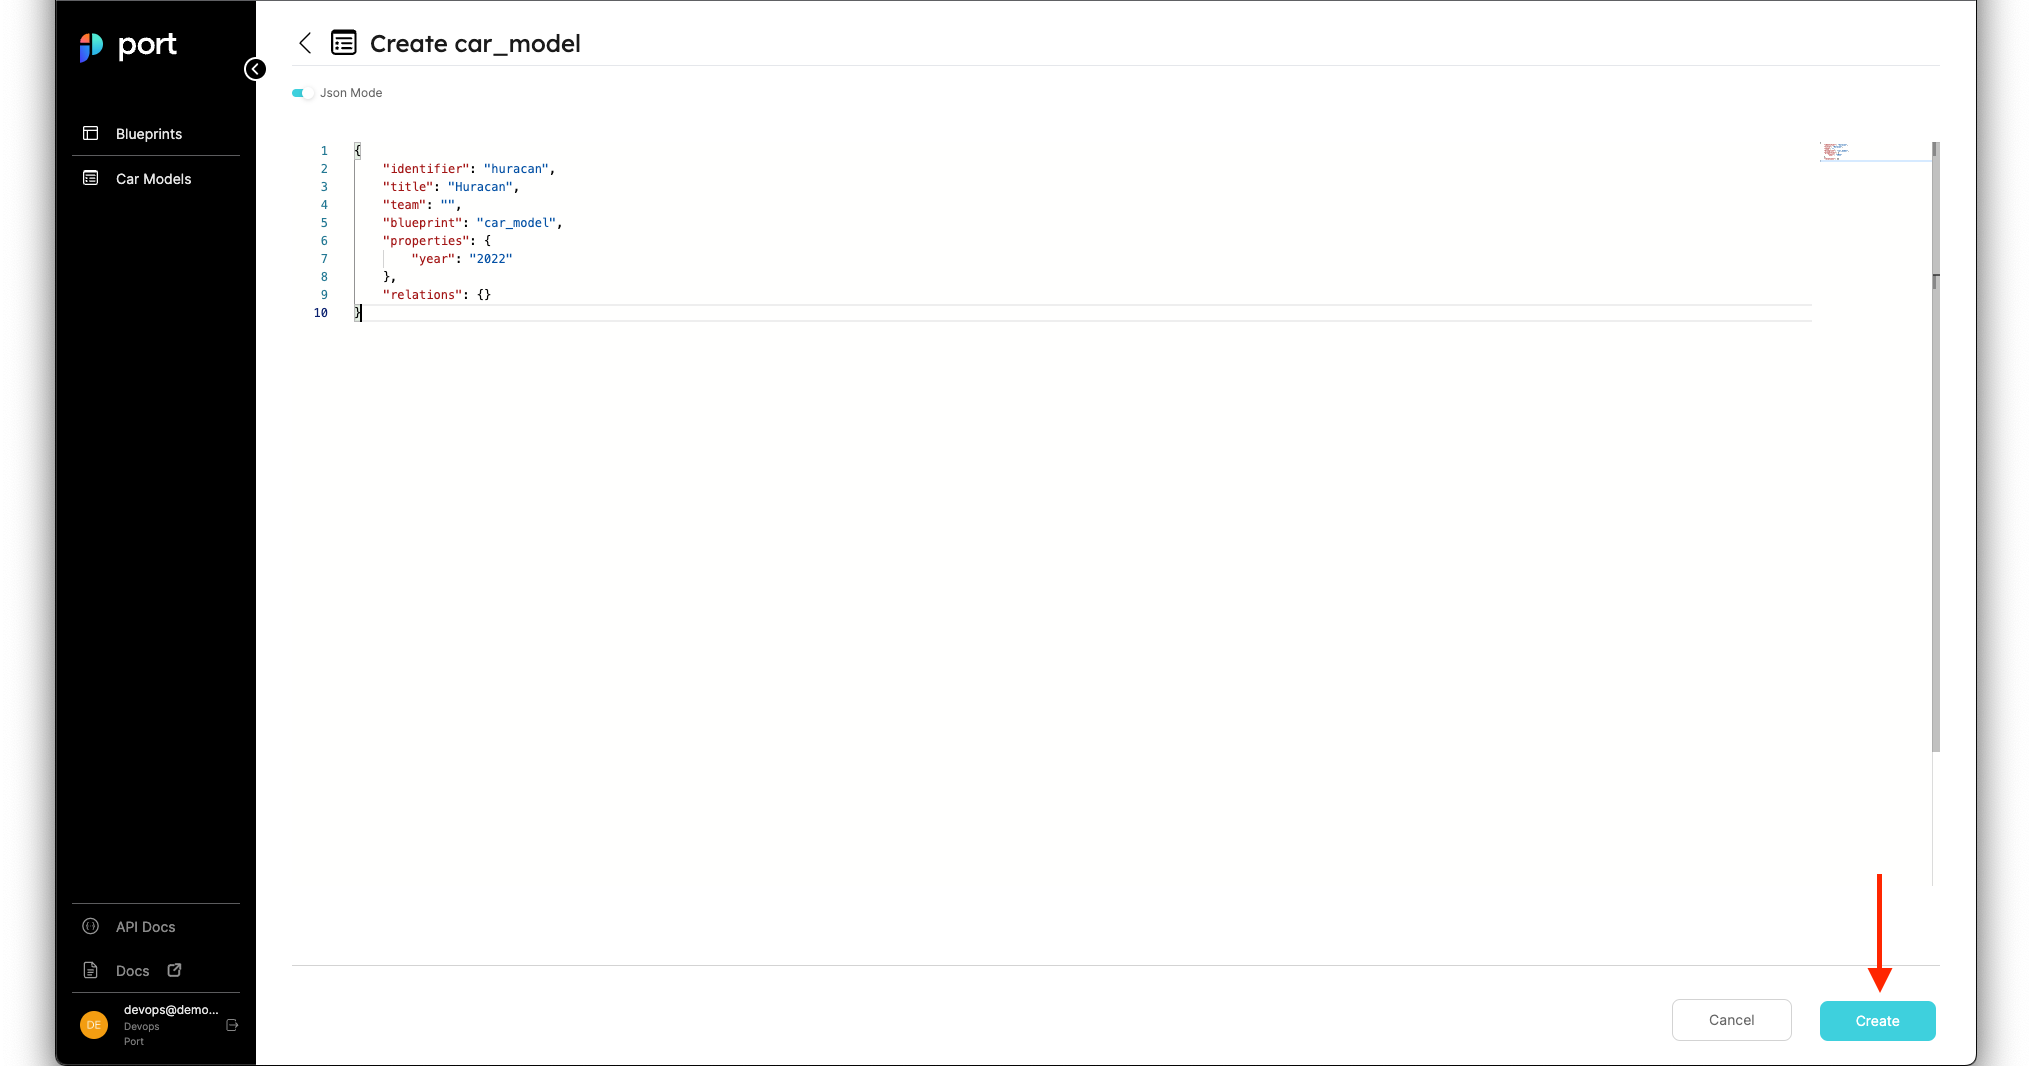 port
Blueprints
Car Models
API Docs
Docs
DE
devops@demo...
Devops
Port
Create car_model
Json Mode
1 {
2 "identifier": "huracan",
3 "title": "Huracan",
4 "team": "",
5 "blueprint": "car_model",
6 "properties": {
7 "year": "2022"
8 },
9 "relations": {}
10 }
Cancel
Create